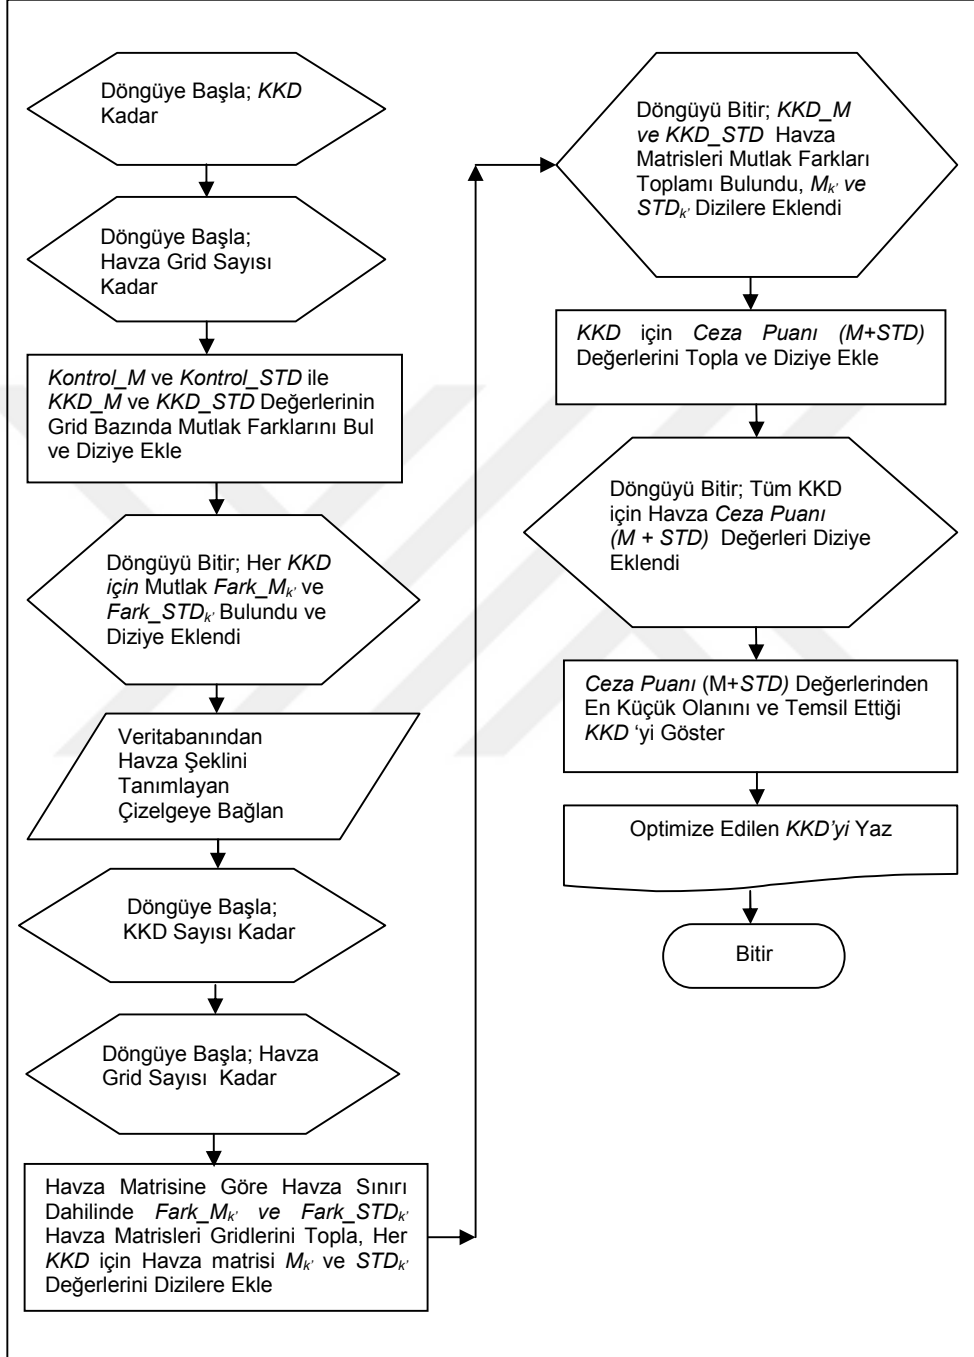 Döngüye Başla; KKD
Kadar
Döngüye Başla;
Havza Grid Sayısı
Kadar
Kontrol_M ve Kontrol_STD ile
KKD_M ve KKD_STD Değerlerinin
Grid Bazında Mutlak Farklarını Bul
ve Diziye Ekle
Döngüyü Bitir; Her KKD
için Mutlak Fark_Mk' ve
Fark_STDk' Bulundu ve
Diziye Eklendi
Veritabanından
Havza Şeklini
Tanımlayan
Çizelgeye Bağlan
Döngüye Başla;
KKD Sayısı Kadar
Döngüye Başla; Havza
Grid Sayısı Kadar
Havza Matrisine Göre Havza Sınırı
Dahilinde Fark_Mk' ve Fark_STDk'
Havza Matrisleri Gridlerini Topla, Her
KKD için Havza matrisi Mk' ve STDk'
Değerlerini Dizilere Ekle
Döngüyü Bitir; KKD_M
ve KKD_STD Havza
Matrisleri Mutlak Farkları
Toplamı Bulundu, Mk' ve
STDk' Dizilere Eklendi
KKD için Ceza Puanı (M+STD)
Değerlerini Topla ve Diziye Ekle
Döngüyü Bitir; Tüm KKD
için Havza Ceza Puanı
(M + STD) Değerleri Diziye
Eklendi
Ceza Puanı (M+STD) Değerlerinden
En Küçük Olanını ve Temsil Ettiği
KKD ‘yi Göster
Optimize Edilen KKD’yi Yaz
Bitir